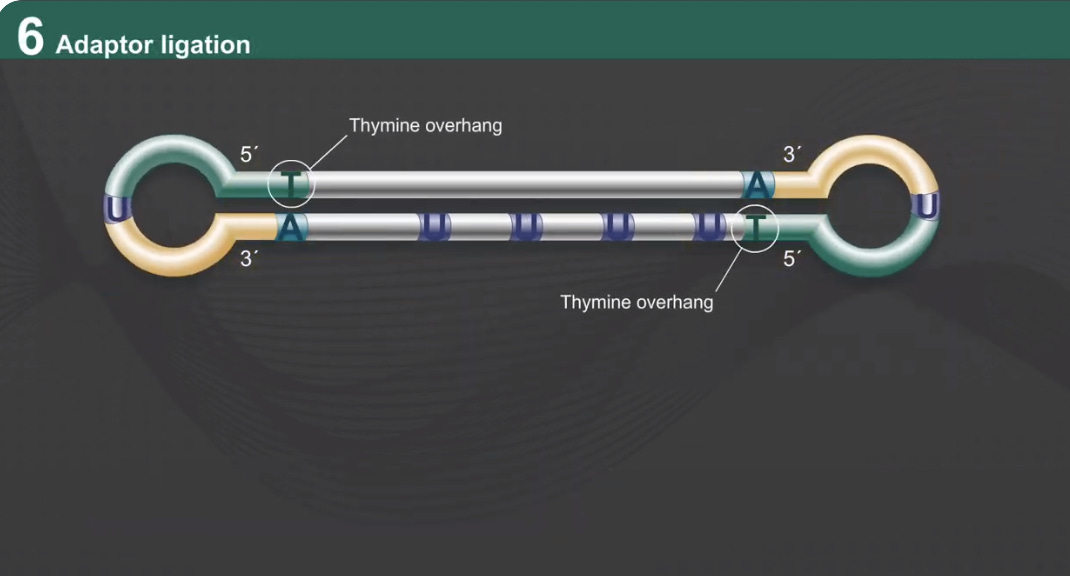 6 Adaptor ligation
Thymine overhang
5´ 3´
T A
U U
A U U U U T
3´ 5´
Thymine overhang